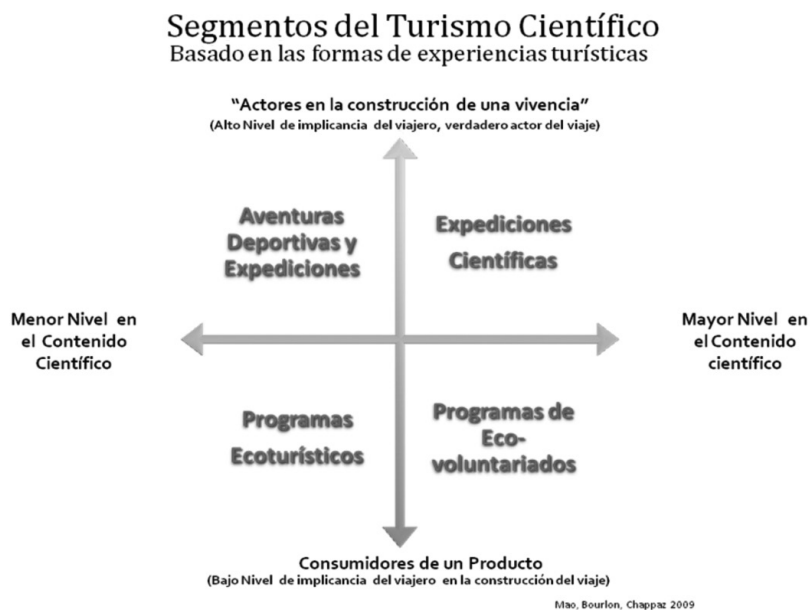 Segmentos del Turismo Científico
Basado en las formas de experiencias turísticas
“Actores en la construcción de una vivencia”
(Alto Nivel de implicancia del viajero, verdadero actor del viaje)
Aventuras
Deportivas y
Expediciones
Expediciones
Científicas
Menor Nivel en
el Contenido
Científico
Mayor Nivel en
el Contenido
científico
Programas
Ecoturísticos
Programas de
Eco-
voluntariados
Consumidores de un Producto
(Bajo Nivel de implicancia del viajero en la construcción del viaje)
Mao, Bourlon, Chappaz 2009